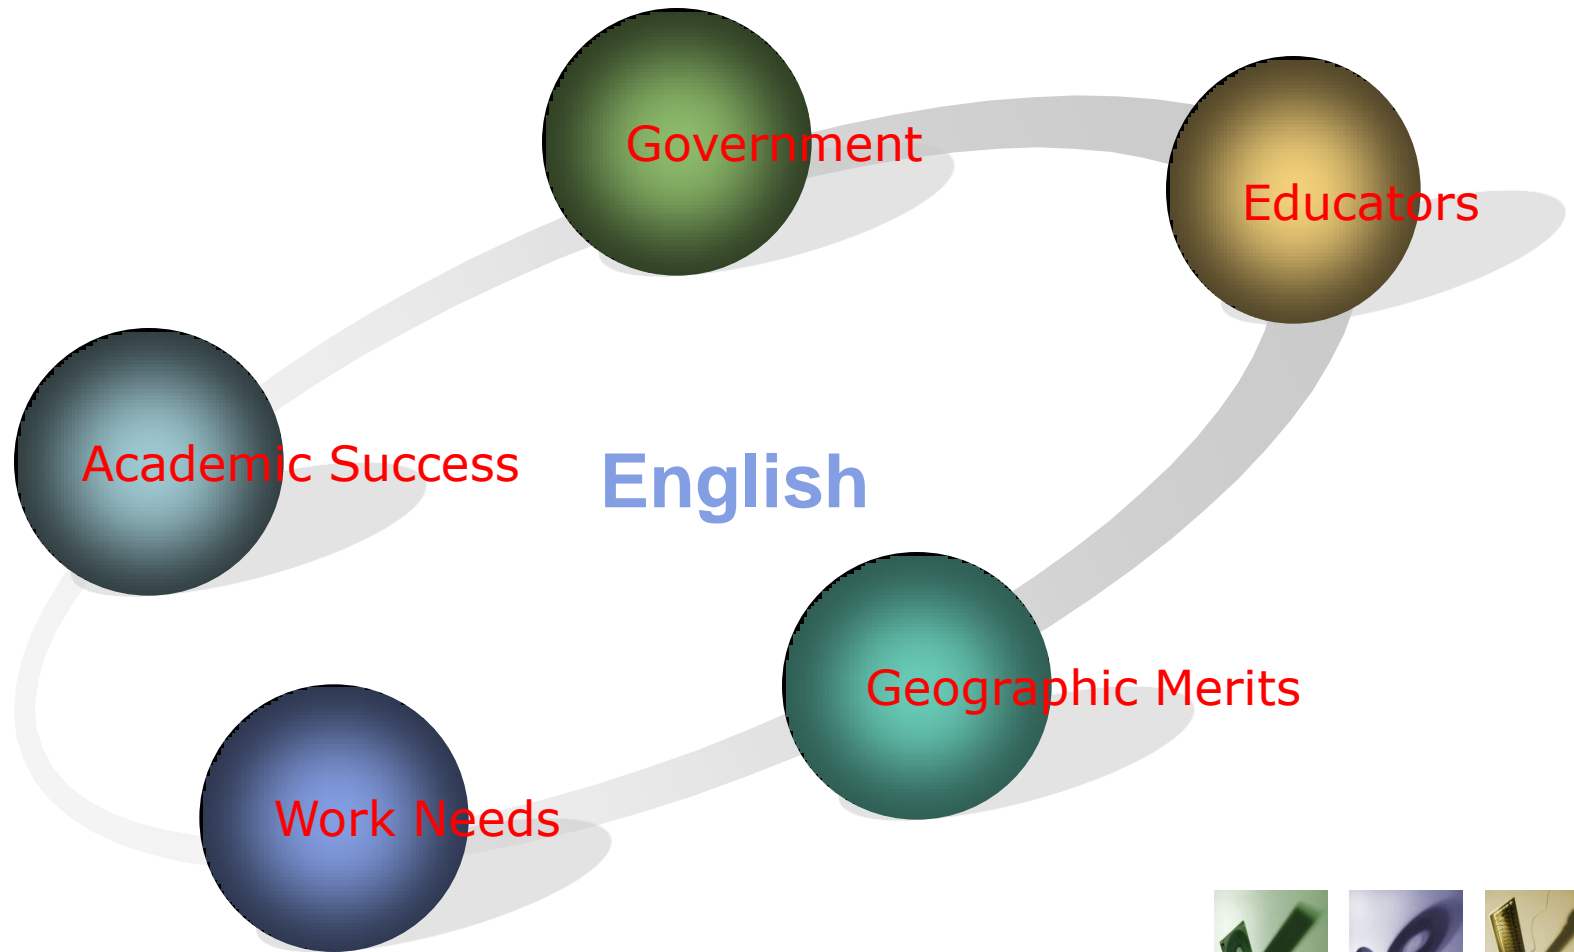 Government
Educators
Academic Success
English
Geographic Merits
Work Needs